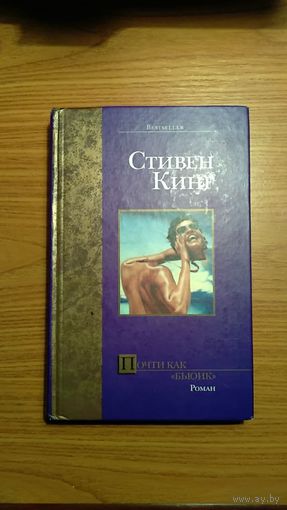 BESTSELLER
СТИВЕН
КИНГ
ПОЧТИ КАК
«БЬЮИК»
РОМАН
www.ay.by